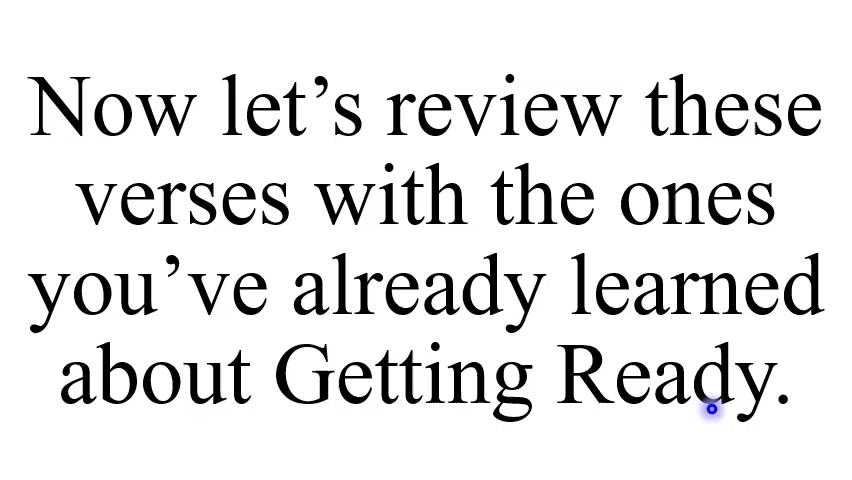 Now let’s review these
verses with the ones
you’ve already learned
about Getting Ready.